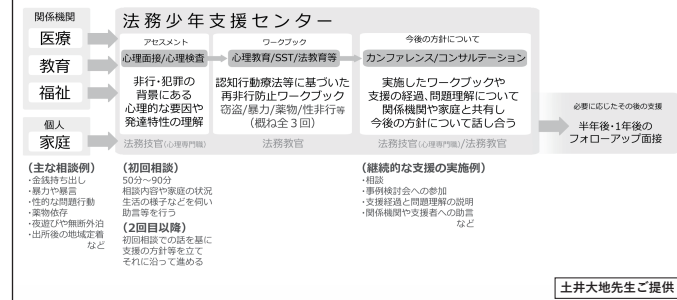 関係機関
医療
教育
福祉
個人
家庭
法務少年支援センター
アセスメント
心理面接/心理検査
非行・犯罪の
背景にある
心理的な要因や
発達特性の理解
法務技官(心理専門職)
ワークブック
心理教育/SST/法教育等
認知行動療法等に基づいた
再非行防止ワークブック
窃盗/暴力/薬物/性非行等
(概ね全3回)
法務教官
今後の方針について
カンファレンス/コンサルテーション
実施したワークブックや
支援の経過、問題理解について
関係機関や家庭と共有し
今後の方針について話し合う
法務技官(心理専門職)/法務教官
必要に応じたその後の支援
半年後・1年後の
フォローアップ面接
(主な相談例)
・金銭持ち出し
・暴力や暴言
・性的な問題行動
・薬物依存
・夜遊びや無断外泊
・出所後の地域定着
など
(初回相談)
50分〜90分
相談内容や家庭の状況
生活の様子などを伺い
助言等を行う
(2回目以降)
初回相談での話を基に
支援の方針等を立て
それに沿って進める
(継続的な支援の実施例)
・相談
・事例検討会への参加
・支援経過と問題理解の説明
・関係機関や支援者への助言
など
土井大地先生ご提供